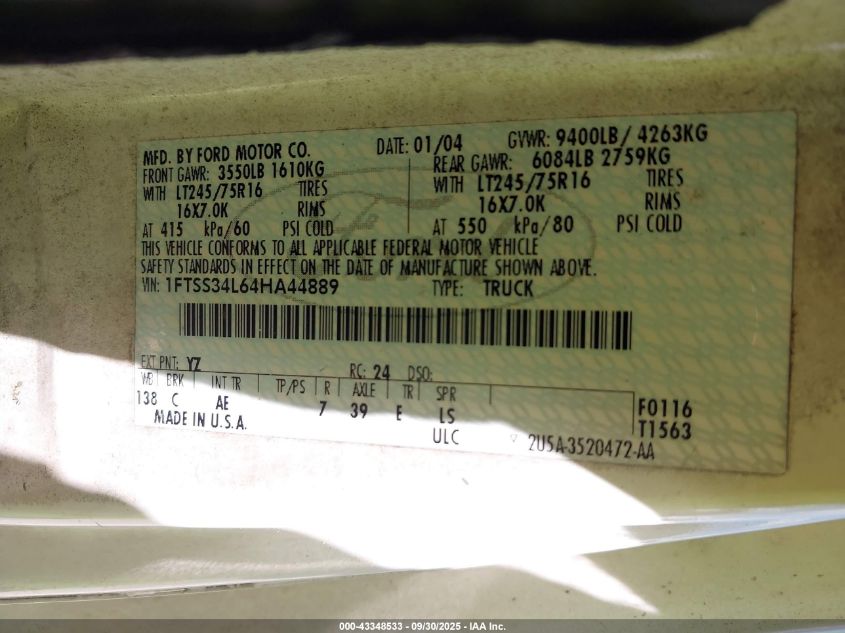 MFD. BY FORD MOTOR CO. DATE: 01/04 GVWR: 9400LB/ 4263KG
FRONT GAWR: 3550LB 1610KG REAR GAWR: 6084LB 2759KG
WITH LT245/75R16 TIRES WITH LT245/75R16 TIRES
16X7.0K RIMS 16X7.0K RIMS
AT 415 kPa/60 PSI COLD AT 550 kPa/80 PSI COLD
THIS VEHICLE CONFORMS TO ALL APPLICABLE FEDERAL MOTOR VEHICLE
SAFETY STANDARDS IN EFFECT ON THE DATE OF MANUFACTURE SHOWN ABOVE.
VIN: 1FTSS34L64HA44889 TYPE: TRUCK
EXT PNT: YZ RC: 24 DSO:
WB BRK INT TR TP/PS R AXLE TR SPR
138 C AE 7 39 E LS F0116
MADE IN U.S.A. ULC T1563
2U5A-3520472-AA
000-43348533 - 09/30/2025 - IAA Inc.